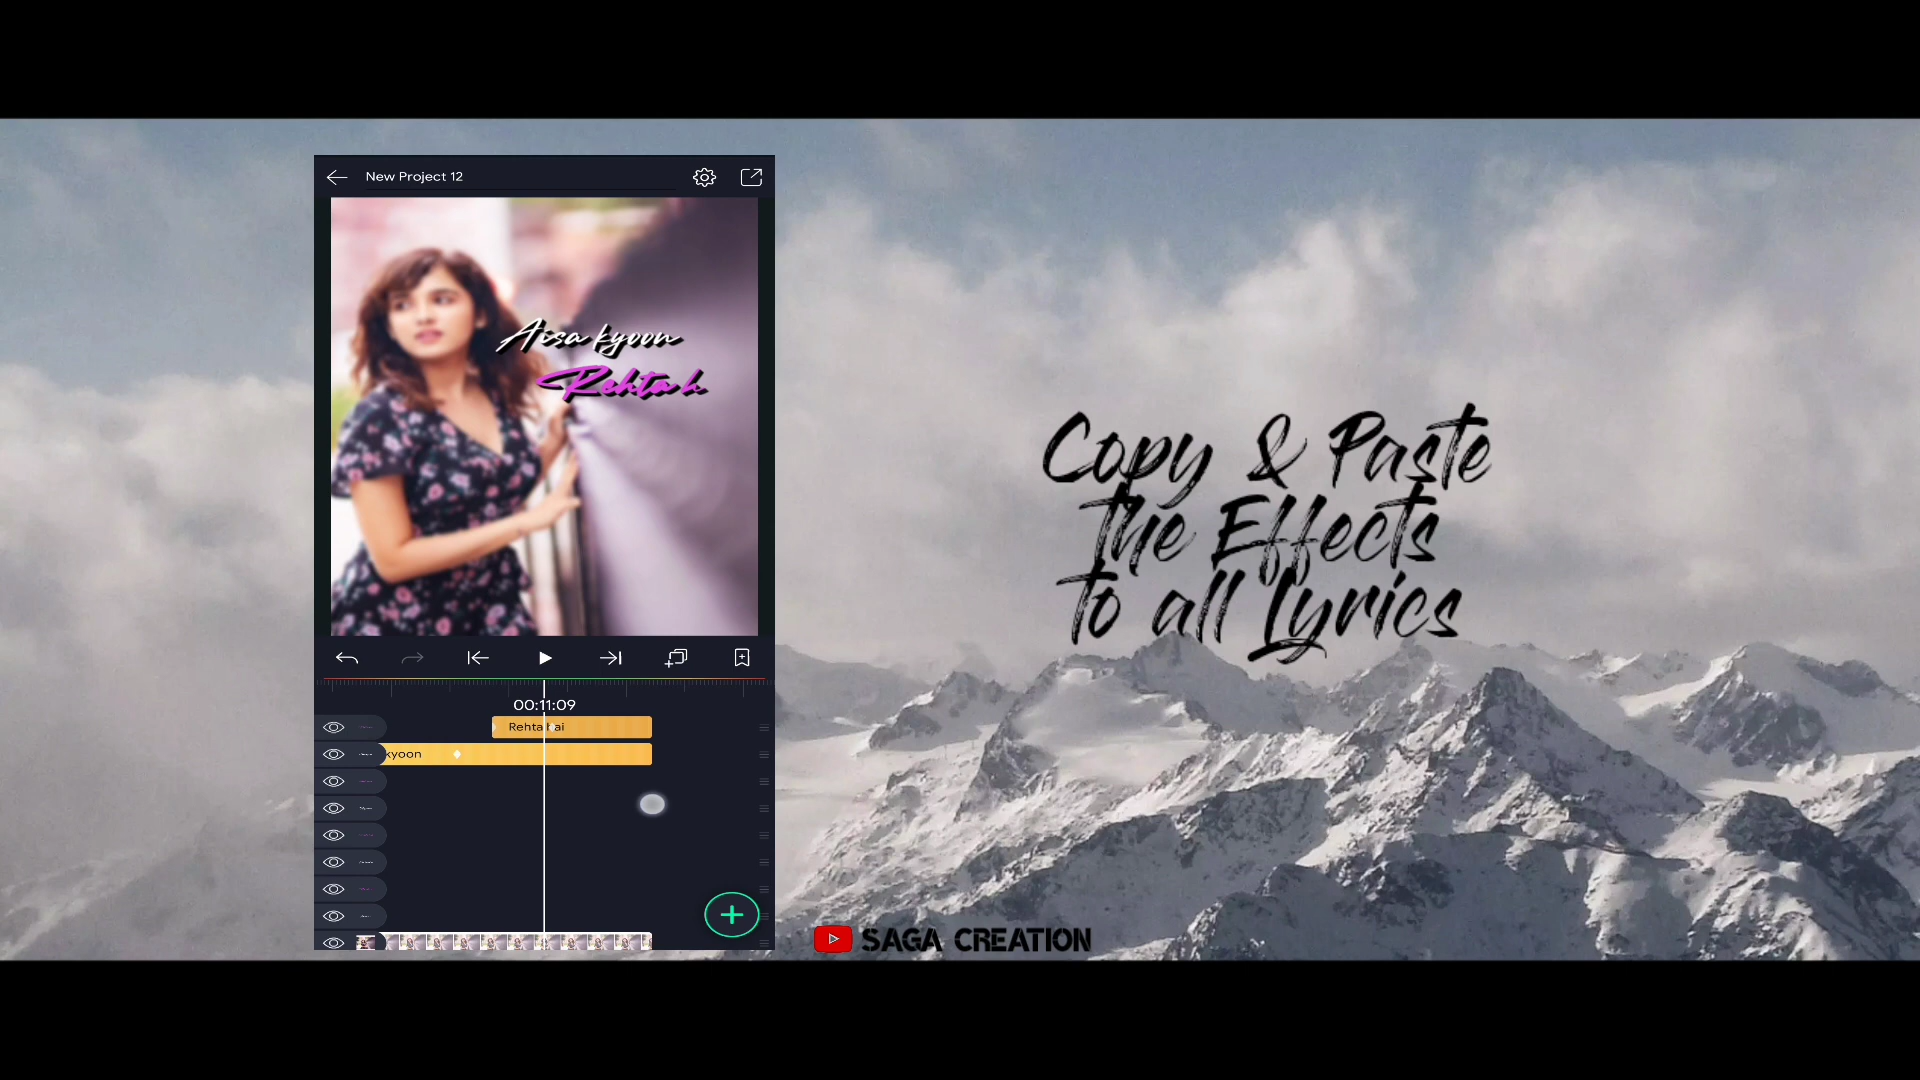 New Project 12
Aisa kyoon
Rehta h
Copy & Paste
the Effects
to all Lyrics
00:11:09
Rehta hai
kyoon
SAGA CREATION